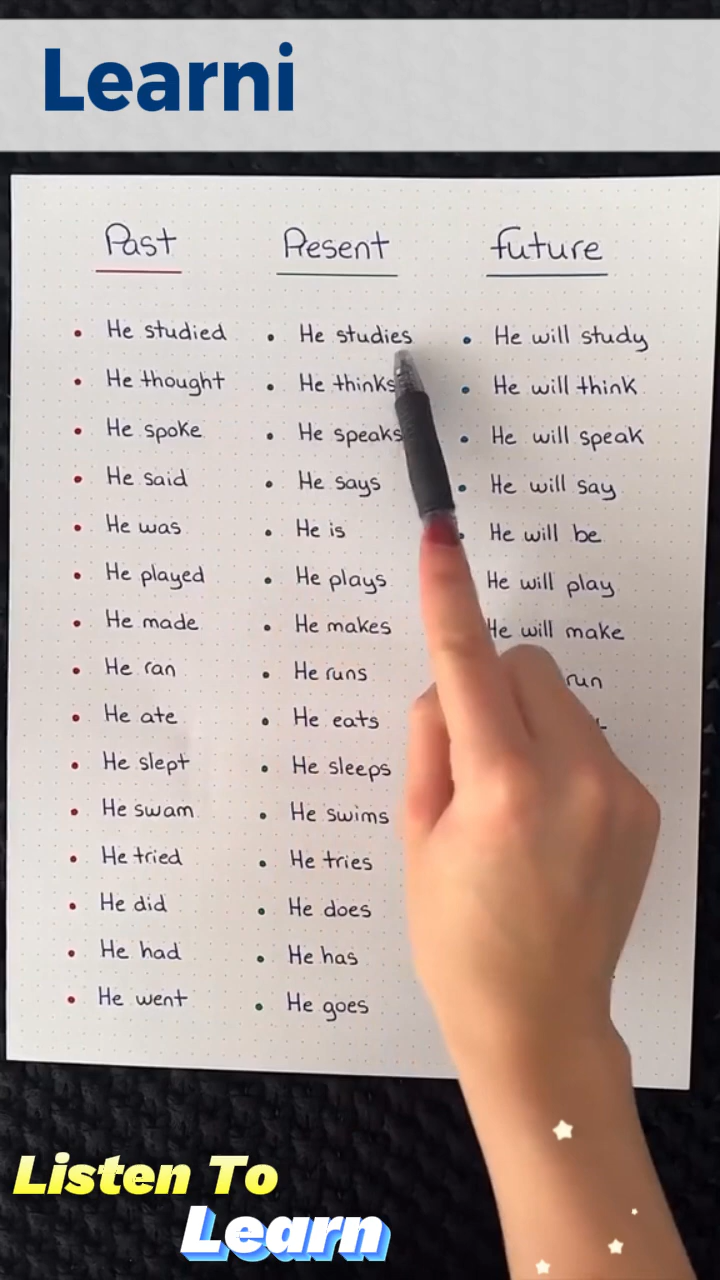 Learni
Past Present future
• He studied • He studies • He will study
• He thought • He thinks • He will think
• He spoke • He speaks • He will speak
• He said • He says • He will say
• He was • He is • He will be
• He played • He plays He will play
• He made • He makes He will make
• He ran • He runs run
• He ate • He eats
• He slept • He sleeps
• He swam • He swims
• He tried • He tries
• He did • He does
• He had • He has
• He went • He goes
Listen To
Learn